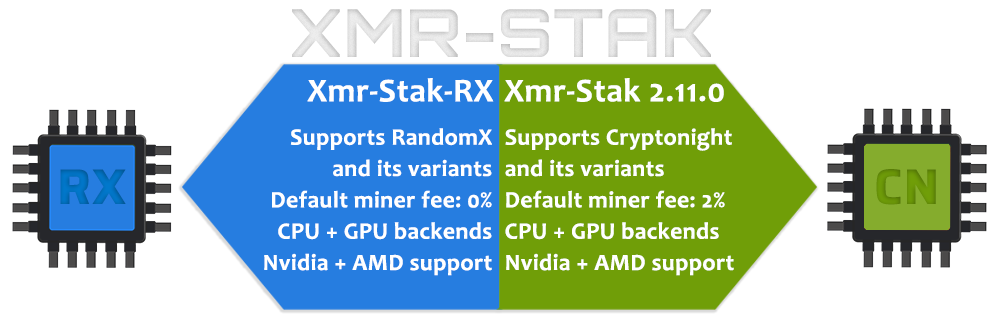 XMR-STAK
RX
Xmr-Stak-RX
Supports RandomX
and its variants
Default miner fee: 0%
CPU + GPU backends
Nvidia + AMD support
Xmr-Stak 2.11.0
Supports Cryptonight
and its variants
Default miner fee: 2%
CPU + GPU backends
Nvidia + AMD support
CN